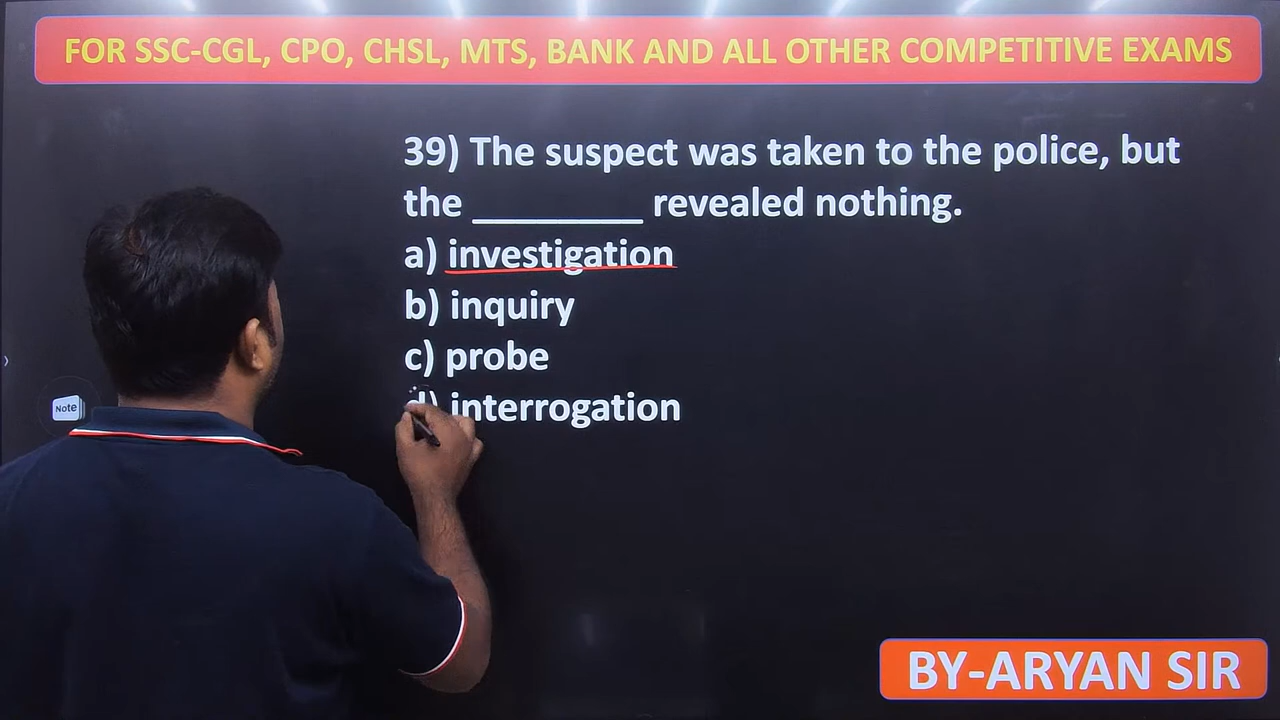 FOR SSC-CGL, CPO, CHSL, MTS, BANK AND ALL OTHER COMPETITIVE EXAMS
39) The suspect was taken to the police, but
the ________ revealed nothing.
a) investigation
b) inquiry
c) probe
d) interrogation
Note
BY-ARYAN SIR